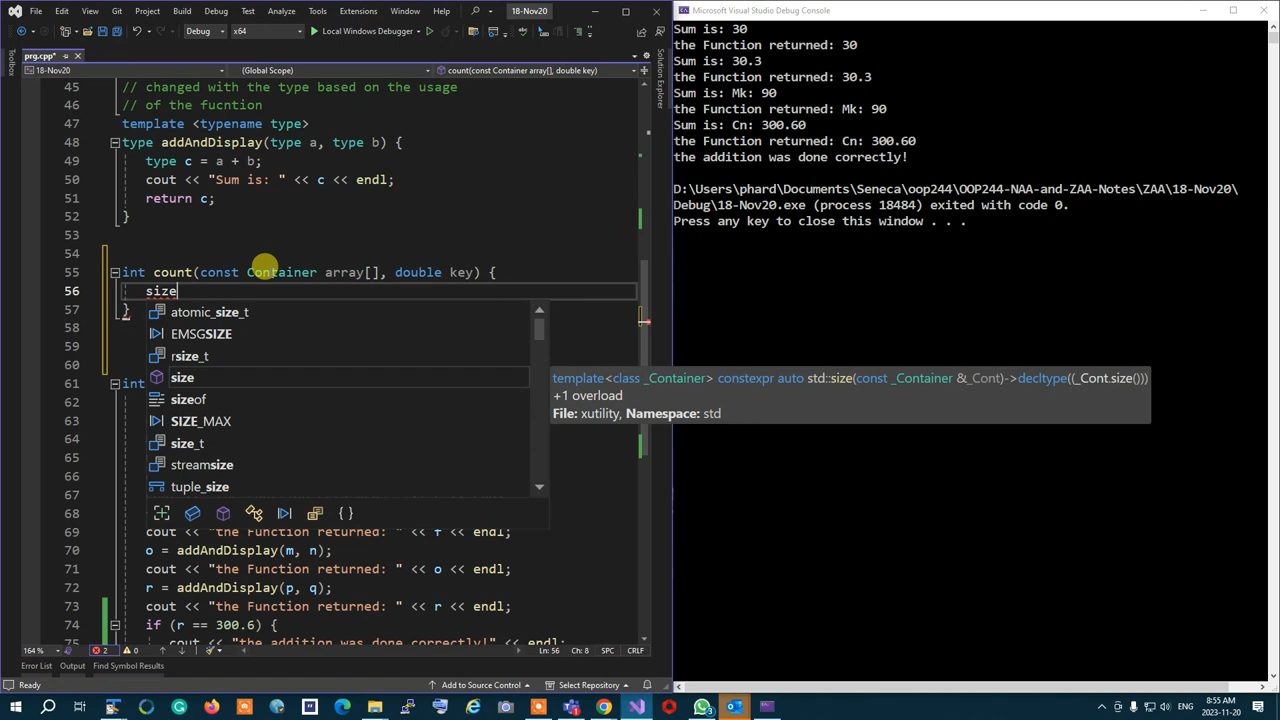 File Edit View Git Project Build Debug Test Analyze Tools Extensions Window Help 18-Nov20
Debug x64 Local Windows Debugger
prg.cpp*
18-Nov20 (Global Scope) count(const Container array[], double key)
Toolbox
Solution Explorer
45 changed with the type based on the usage
46 // of the fucntion
47 template <typename type>
48 type addAndDisplay(type a, type b) {
49 type c = a + b;
50 cout << "Sum is: " << c << endl;
51 return c;
52 }
53
54
55 int count(const Container array[], double key) {
56 size
57 }
58
59
60
61 int
62
63
64
65
66
67
68
69 cout << "the Function returned: " << f << endl;
70 o = addAndDisplay(m, n);
71 cout << "the Function returned: " << o << endl;
72 r = addAndDisplay(p, q);
73 cout << "the Function returned: " << r << endl;
74 if (r == 300.6) {
75 cout << "the addition was done correctly!" << endl;
atomic_size_t
EMSGSIZE
rsize_t
size
sizeof
SIZE_MAX
size_t
streamsize
tuple_size
template<class _Container> constexpr auto std::size(const _Container &_Cont)->decltype((_Cont.size()))
+1 overload
File: xutility, Namespace: std
164 % 2 0 Ln: 56 Ch: 8 SPC CRLF
Error List Output Find Symbol Results
Ready Add to Source Control Select Repository
Microsoft Visual Studio Debug Console
Sum is: 30
the Function returned: 30
Sum is: 30.3
the Function returned: 30.3
Sum is: Mk: 90
the Function returned: Mk: 90
Sum is: Cn: 300.60
the Function returned: Cn: 300.60
the addition was done correctly!
D:\Users\phard\Documents\Seneca\oop244\OOP244-NAA-and-ZAA-Notes\ZAA\18-Nov20\
Debug\18-Nov20.exe (process 18484) exited with code 0.
Press any key to close this window . . .
ENG
8:55 AM
2023-11-20